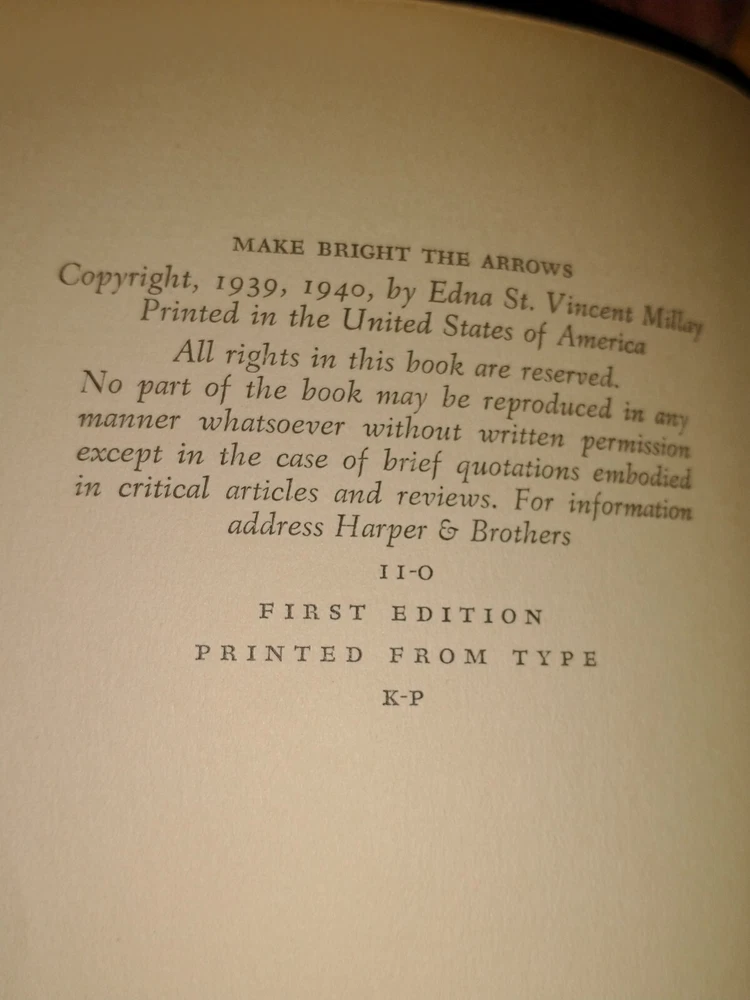 MAKE BRIGHT THE ARROWS
Copyright, 1939, 1940, by Edna St. Vincent Millay
Printed in the United States of America
All rights in this book are reserved.
No part of the book may be reproduced in any
manner whatsoever without written permission
except in the case of brief quotations embodied
in critical articles and reviews. For information
address Harper & Brothers
11-0
FIRST EDITION
PRINTED FROM TYPE
K-P